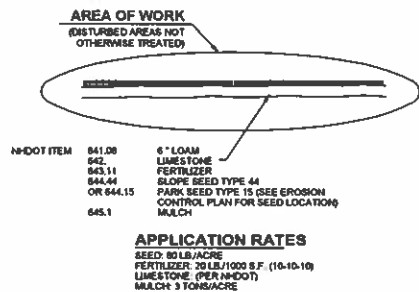 AREA OF WORK
(DISTURBED AREAS NOT
OTHERWISE TREATED)
NHDOT ITEM 641.06 6" LOAM
642. LIMESTONE
643.11 FERTILIZER
644.44 SLOPE SEED TYPE 44
OR 644.15 PARK SEED TYPE 15 (SEE EROSION
CONTROL PLAN FOR SEED LOCATION)
645.1 MULCH
APPLICATION RATES
SEED: 80 LB/ACRE
FERTILIZER: 20 LB/1000 S.F. (10-10-10)
LIMESTONE: (PER NHDOT)
MULCH: 3 TONS/ACRE